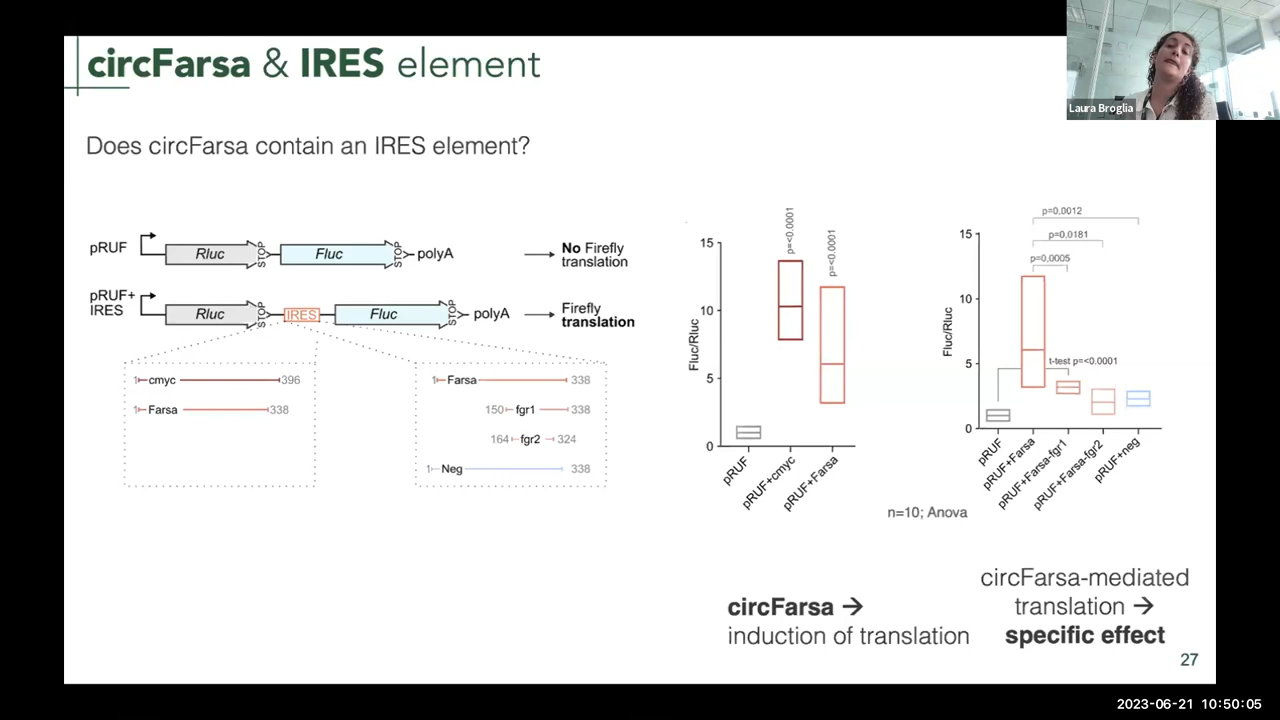 circFarsa & IRES element
Laura Broglia
Does circFarsa contain an IRES element?
pRUF
Rluc
STOP
Fluc
STOP
polyA
No Firefly
translation
pRUF+
IRES
Rluc
STOP
IRES
Fluc
STOP
polyA
Firefly
translation
1 cmyc 396
1 Farsa 338
1 Farsa 338
150 fgr1 338
164 fgr2 324
1 Neg 338
Fluc/Rluc
15
10
5
0
p=<0.0001
p=<0.0001
pRUF
pRUF+cmyc
pRUF+Farsa
Fluc/Rluc
15
10
5
0
p=0,0012
p=0,0181
p=0,0005
t-test p=<0.0001
pRUF
pRUF+Farsa
pRUF+Farsa-fgr1
pRUF+Farsa-fgr2
pRUF+neg
n=10; Anova
circFarsa →
induction of translation
circFarsa-mediated
translation →
specific effect
27
2023-06-21 10:50:05